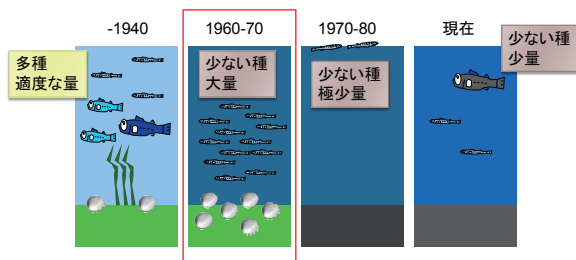 -1940
1960-70
1970-80
現在
多種
適度な量
少ない種
大量
少ない種
極少量
少ない種
少量